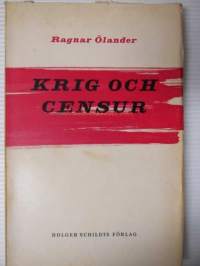 Ragnar Ölander
KRIG OCH
CENSUR
HOLGER SCHILDTS FÖRLAG